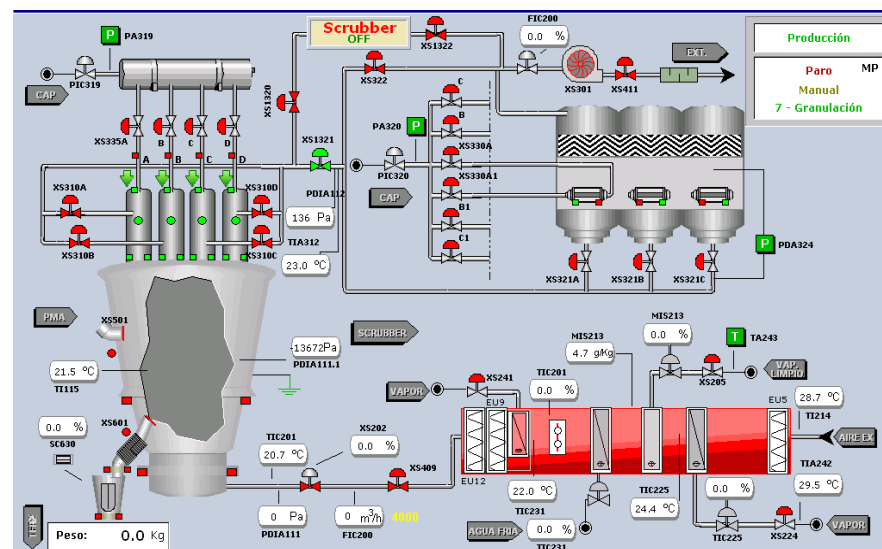 Scrubber
OFF
FIC200
0.0 %
XS1322
PA319
P
PIC319
CAP
XS322
XS301
XS411
EXT.
Producción
Paro
MP
Manual
7 - Granulación
XS1320
XS335A
B
C
D
A
B
C
D
XS1321
PA320
P
PIC320
CAP
C
B
XS330A
XS330A1
B1
C1
XS310A
XS310B
XS310D
XS310C
PDIA112
136 Pa
TIA312
23.0 ºC
P
PDA324
XS321A
XS321B
XS321C
PMA
XS501
SCRUBBER
-13672Pa
PDIA111.1
21.5 ºC
TI115
MIS213
4.7 g/Kg
MIS213
0.0 %
T
TA243
XS205
VAP.
LIMPIO
VAPOR
XS241
TIC201
0.0 %
EU9
EU5
28.7 ºC
TI214
AIRE EX
XS601
0.0 %
SC630
TIC201
20.7 ºC
XS202
0.0 %
XS409
EU12
22.0 ºC
TIC231
TIC225
24.4 ºC
TIA242
29.5 ºC
0.0 %
TIC225
XS224
VAPOR
0 Pa
PDIA111
0 m³/h
FIC200
4000
AGUA FRIA
0.0 %
TIC231
Peso: 0.0 Kg